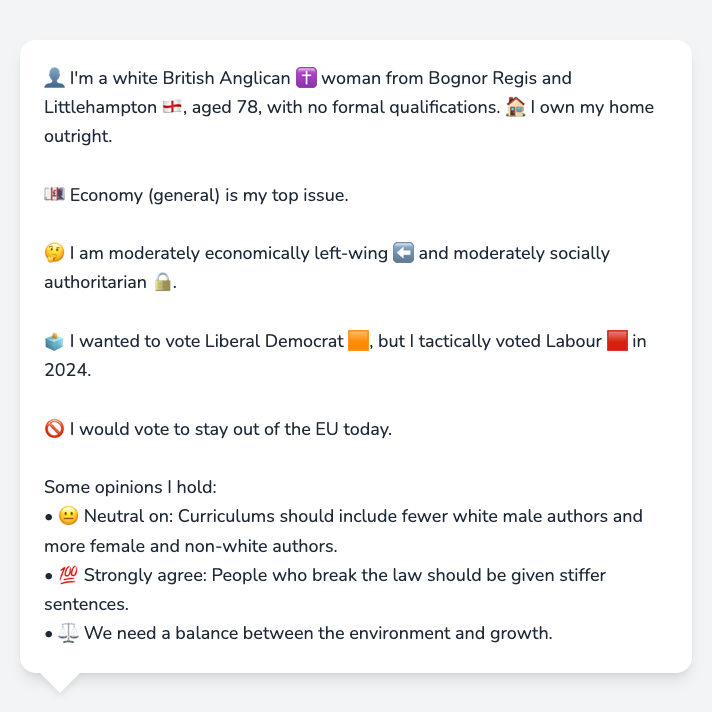 👤 I'm a white British Anglican ✝️ woman from Bognor Regis and
Littlehampton 🏴󠁧󠁢󠁥󠁮󠁧󠁿, aged 78, with no formal qualifications. 🏠 I own my home
outright.
💷 Economy (general) is my top issue.
🤔 I am moderately economically left-wing ⬅️ and moderately socially
authoritarian 🔒.
🗳️ I wanted to vote Liberal Democrat 🟧, but I tactically voted Labour 🟥 in
2024.
🚫 I would vote to stay out of the EU today.
Some opinions I hold:
• 😐 Neutral on: Curriculums should include fewer white male authors and
more female and non-white authors.
• 💯 Strongly agree: People who break the law should be given stiffer
sentences.
• ⚖️ We need a balance between the environment and growth.